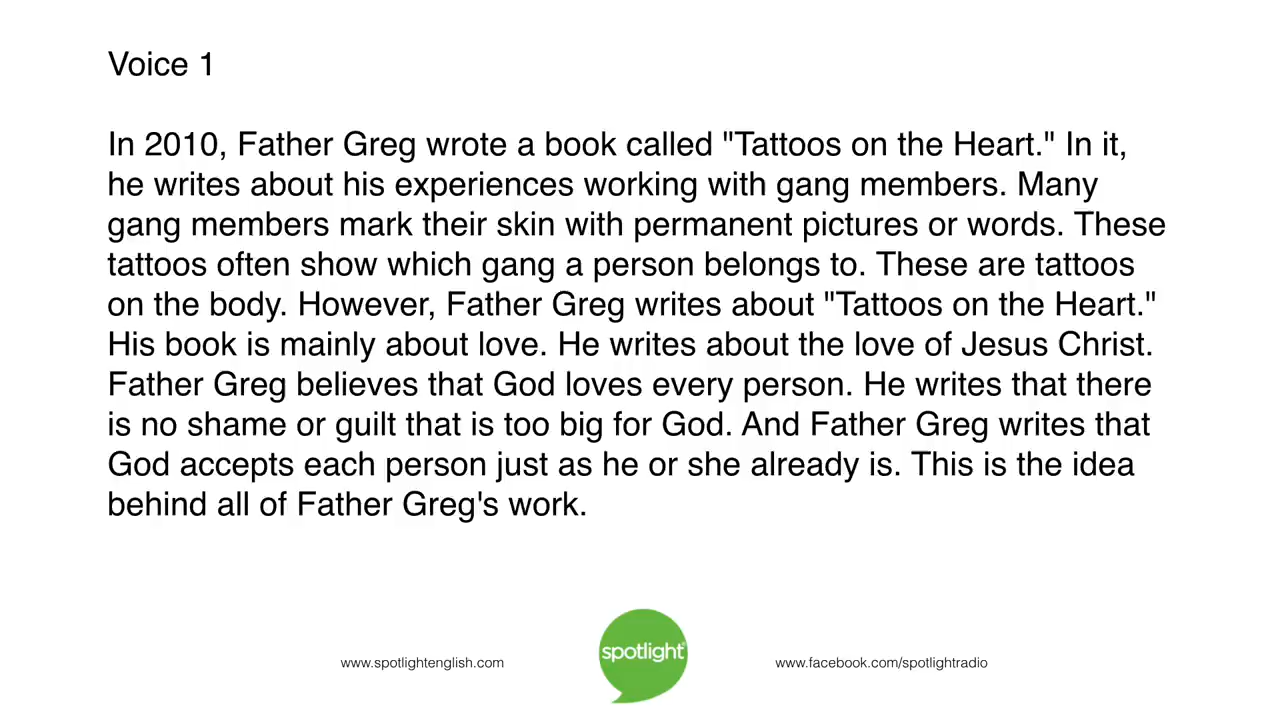 Voice 1
In 2010, Father Greg wrote a book called "Tattoos on the Heart." In it,
he writes about his experiences working with gang members. Many
gang members mark their skin with permanent pictures or words. These
tattoos often show which gang a person belongs to. These are tattoos
on the body. However, Father Greg writes about "Tattoos on the Heart."
His book is mainly about love. He writes about the love of Jesus Christ.
Father Greg believes that God loves every person. He writes that there
is no shame or guilt that is too big for God. And Father Greg writes that
God accepts each person just as he or she already is. This is the idea
behind all of Father Greg's work.
www.spotlightenglish.com
spotlight
www.facebook.com/spotlightradio